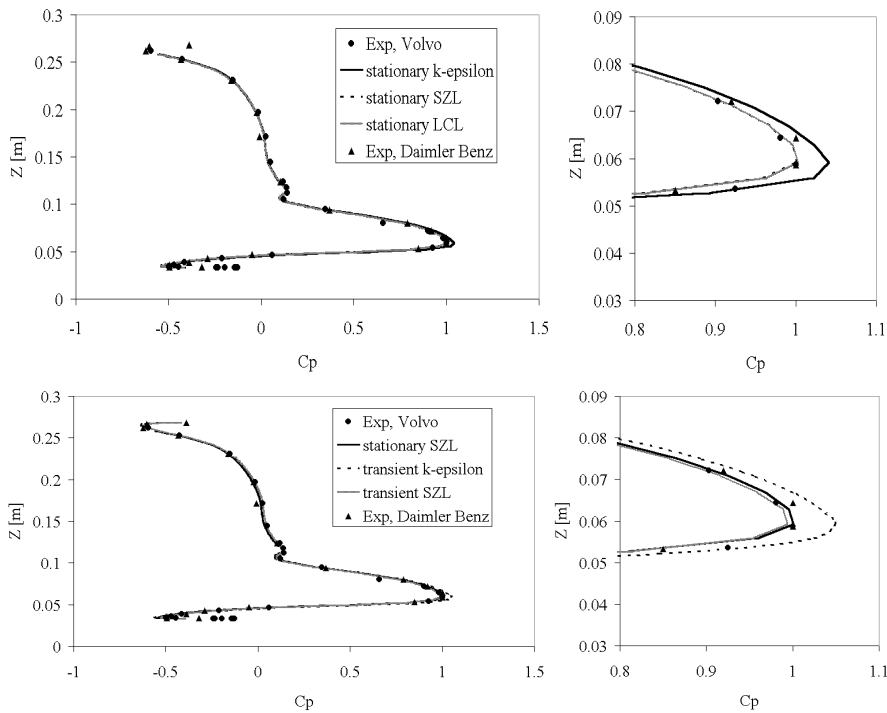 0.3
0.25
0.2
0.15
0.1
0.05
0
Z [m]
-1
-0.5
0
0.5
1
1.5
Cp
Exp, Volvo
stationary k-epsilon
stationary SZL
stationary LCL
Exp, Daimler Benz
0.09
0.08
0.07
0.06
0.05
0.04
0.03
Z [m]
0.8
0.9
1
1.1
Cp
0.3
0.25
0.2
0.15
0.1
0.05
0
Z [m]
-1
-0.5
0
0.5
1
1.5
Cp
Exp, Volvo
stationary SZL
transient k-epsilon
transient SZL
Exp, Daimler Benz
0.09
0.08
0.07
0.06
0.05
0.04
0.03
Z [m]
0.8
0.9
1
1.1
Cp